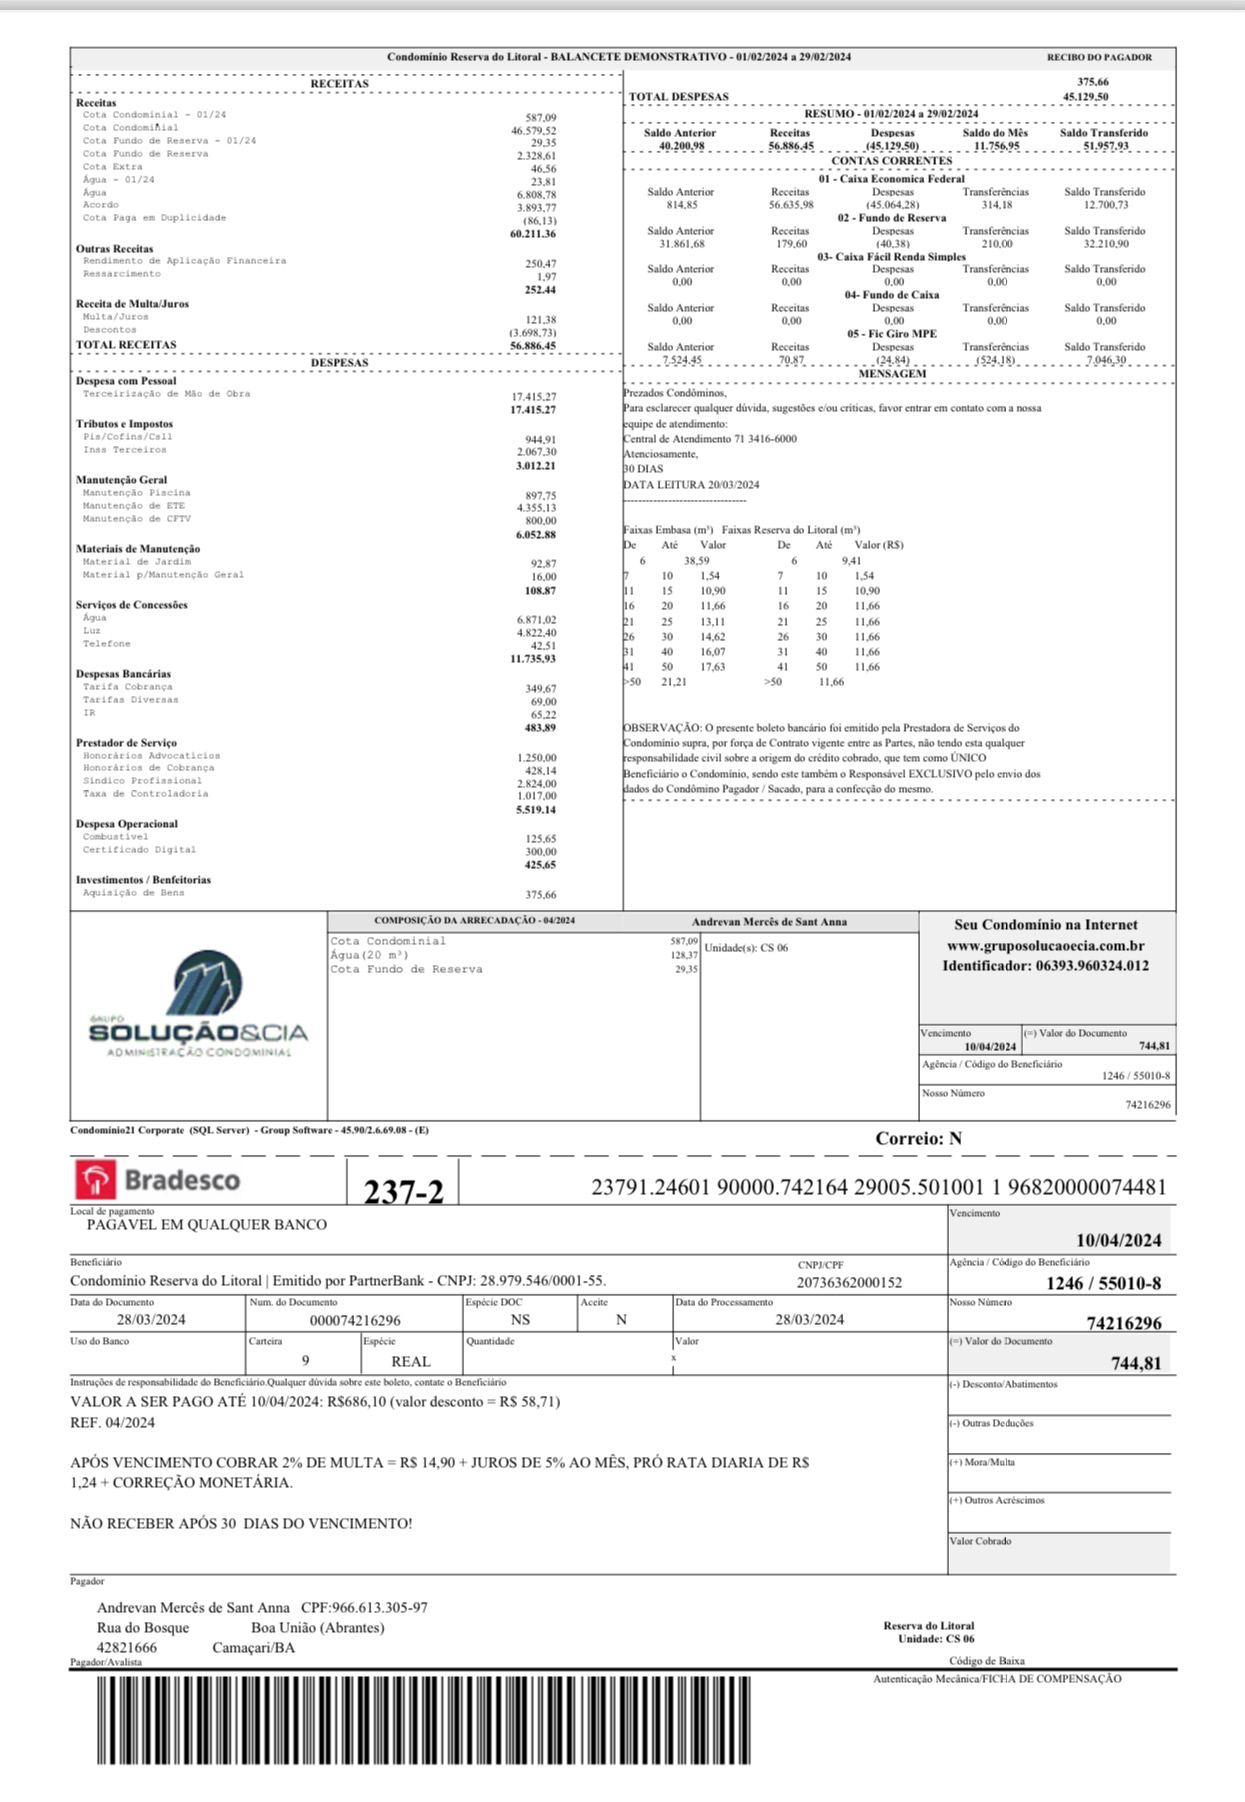 Condomínio Reserva do Litoral - BALANCETE DEMONSTRATIVO - 01/02/2024 a 29/02/2024 RECIBO DO PAGADOR
RECEITAS
Receitas
Cota Condominial - 01/24 587,09
Cota Condominial 46.579,52
Cota Fundo de Reserva - 01/24 29,35
Cota Fundo de Reserva 2.328,61
Cota Extra 46,56
Água - 01/24 23,81
Água 6.808,78
Acordo 3.893,77
Cota Paga em Duplicidade (86,13)
60.211.36
Outras Receitas
Rendimento de Aplicação Financeira 250,47
Ressarcimento 1,97
252.44
Receita de Multa/Juros
Multa/Juros 121,38
Descontos (3.698,73)
TOTAL RECEITAS 56.886.45
DESPESAS
Despesa com Pessoal
Terceirização de Mão de Obra 17.415,27
17.415.27
Tributos e Impostos
Pis/Cofins/Csll 944,91
Inss Terceiros 2.067,30
3.012.21
Manutenção Geral
Manutenção Piscina 897,75
Manutenção de ETE 4.355,13
Manutenção de CFTV 800,00
6.052.88
Materiais de Manutenção
Material de Jardim 92,87
Material p/Manutenção Geral 16,00
108.87
Serviços de Concessões
Água 6.871,02
Luz 4.822,40
Telefone 42,51
11.735,93
Despesas Bancárias
Tarifa Cobrança 349,67
Tarifas Diversas 69,00
IR 65,22
483,89
Prestador de Serviço
Honorários Advocatícios 1.250,00
Honorários de Cobrança 428,14
Síndico Profissional 2.824,00
Taxa de Controladoria 1.017,00
5.519.14
Despesa Operacional
Combustível 125,65
Certificado Digital 300,00
425,65
Investimentos / Benfeitorias
Aquisição de Bens 375,66
375.66
TOTAL DESPESAS 45.129,50
RESUMO - 01/02/2024 a 29/02/2024
Saldo Anterior Receitas Despesas Saldo do Mês Saldo Transferido
40.200,98 56.886.45 (45.129,50) 11.756,95 51.957,93
CONTAS CORRENTES
01 - Caixa Economica Federal
Saldo Anterior Receitas Despesas Transferências Saldo Transferido
814,85 56.635,98 (45.064,28) 314,18 12.700,73
02 - Fundo de Reserva
Saldo Anterior Receitas Despesas Transferências Saldo Transferido
31.861,68 179,60 (40,38) 210,00 32.210,90
03- Caixa Fácil Renda Simples
Saldo Anterior Receitas Despesas Transferências Saldo Transferido
0,00 0,00 0,00 0,00 0,00
04- Fundo de Caixa
Saldo Anterior Receitas Despesas Transferências Saldo Transferido
0,00 0,00 0,00 0,00 0,00
05 - Fic Giro MPE
Saldo Anterior Receitas Despesas Transferências Saldo Transferido
7.524,45 70,87 (24,84) (524,18) 7.046,30
MENSAGEM
Prezados Condôminos,
Para esclarecer qualquer dúvida, sugestões e/ou críticas, favor entrar em contato com a nossa
equipe de atendimento:
Central de Atendimento 71 3416-6000
Atenciosamente,
30 DIAS
DATA LEITURA 20/03/2024
---------------------------------
Faixas Embasa (m³) Faixas Reserva do Litoral (m³)
De Até Valor De Até Valor (R$)
6 38,59 6 9,41
7 10 1,54 7 10 1,54
11 15 10,90 11 15 10,90
16 20 11,66 16 20 11,66
21 25 13,11 21 25 11,66
26 30 14,62 26 30 11,66
31 40 16,07 31 40 11,66
41 50 17,63 41 50 11,66
>50 21,21 >50 11,66
OBSERVAÇÃO: O presente boleto bancário foi emitido pela Prestadora de Serviços do
Condomínio supra, por força de Contrato vigente entre as Partes, não tendo esta qualquer
responsabilidade civil sobre a origem do crédito cobrado, que tem como ÚNICO
Beneficiário o Condomínio, sendo este também o Responsável EXCLUSIVO pelo envio dos
dados do Condômino Pagador / Sacado, para a confecção do mesmo.
GRUPO
SOLUÇÃO&CIA
ADMINISTRAÇÃO CONDOMINIAL
COMPOSIÇÃO DA ARRECADAÇÃO - 04/2024
Cota Condominial 587,09
Água(20 m³) 128,37
Cota Fundo de Reserva 29,35
Andrevan Mercês de Sant Anna
Unidade(s): CS 06
Seu Condomínio na Internet
www.gruposolucaoecia.com.br
Identificador: 06393.960324.012
Vencimento (=) Valor do Documento
10/04/2024 744,81
Agência / Código do Beneficiário
1246 / 55010-8
Nosso Número
74216296
Condomínio21 Corporate (SQL Server) - Group Software - 45.90/2.6.69.08 - (E)
Correio: N
Bradesco 237-2 23791.24601 90000.742164 29005.501001 1 96820000074481
Local de pagamento Vencimento
PAGAVEL EM QUALQUER BANCO 10/04/2024
Beneficiário CNPJ/CPF Agência / Código do Beneficiário
Condomínio Reserva do Litoral | Emitido por PartnerBank - CNPJ: 28.979.546/0001-55. 20736362000152 1246 / 55010-8
Data do Documento Num. do Documento Espécie DOC Aceite Data do Processamento Nosso Número
28/03/2024 000074216296 NS N 28/03/2024 74216296
Uso do Banco Carteira Espécie Quantidade Valor (=) Valor do Documento
9 REAL x 744,81
Instruções de responsabilidade do Beneficiário.Qualquer dúvida sobre este boleto, contate o Beneficiário
VALOR A SER PAGO ATÉ 10/04/2024: R$686,10 (valor desconto = R$ 58,71)
REF. 04/2024
APÓS VENCIMENTO COBRAR 2% DE MULTA = R$ 14,90 + JUROS DE 5% AO MÊS, PRÓ RATA DIARIA DE R$
1,24 + CORREÇÃO MONETÁRIA.
NÃO RECEBER APÓS 30 DIAS DO VENCIMENTO!
(-) Desconto/Abatimentos
(-) Outras Deduções
(+) Mora/Multa
(+) Outros Acréscimos
Valor Cobrado
Pagador
Andrevan Mercês de Sant Anna CPF:966.613.305-97
Rua do Bosque Boa União (Abrantes)
42821666 Camaçari/BA
Reserva do Litoral
Unidade: CS 06
Pagador/Avalista Código de Baixa
Autenticação Mecânica/FICHA DE COMPENSAÇÃO